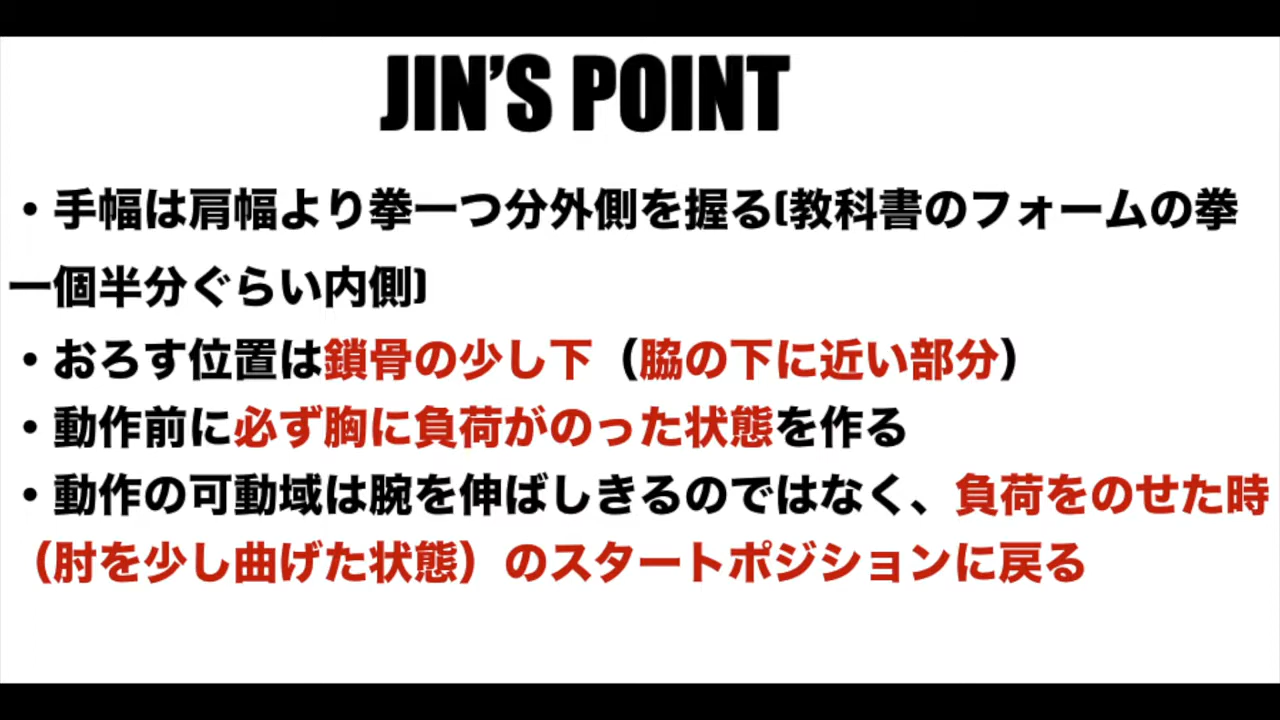 JIN'S POINT
・手幅は肩幅より拳一つ分外側を握る(教科書のフォームの拳
一個半分ぐらい内側)
・おろす位置は鎖骨の少し下（脇の下に近い部分）
・動作前に必ず胸に負荷がのった状態を作る
・動作の可動域は腕を伸ばしきるのではなく、負荷をのせた時
（肘を少し曲げた状態）のスタートポジションに戻る